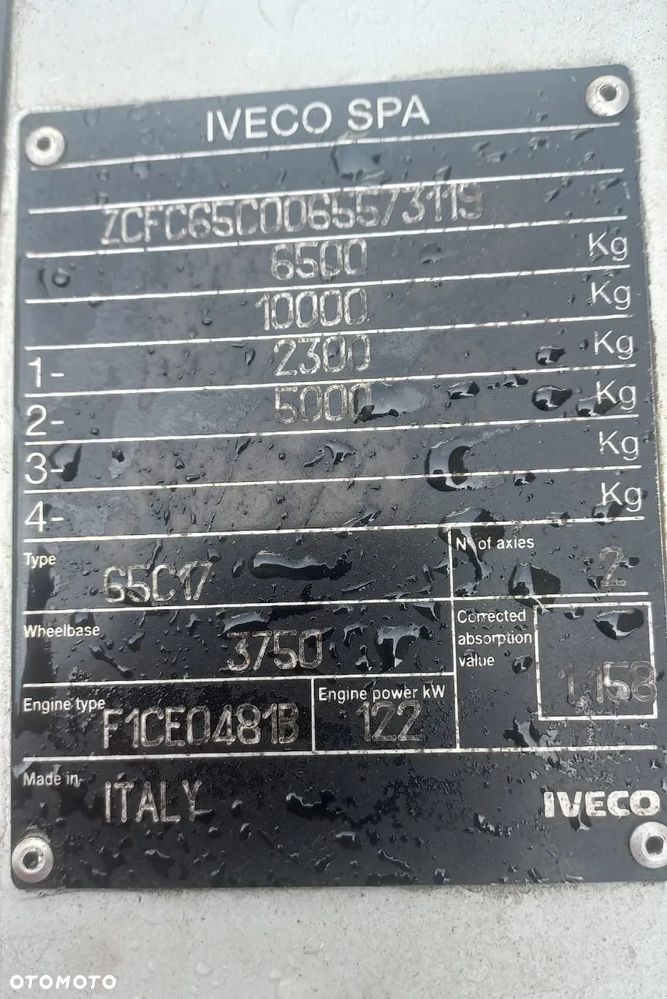 IVECO SPA
ZCFC65C0065573119
6500 Kg
10000 Kg
1- 2300 Kg
2- 5000 Kg
3- Kg
4- Kg
Type 65C17
N° of axles 2
Wheelbase 3750
Corrected absorption value 1.158
Engine type F1CE0481B
Engine power kW 122
Made in ITALY
IVECO
OTOMOTO